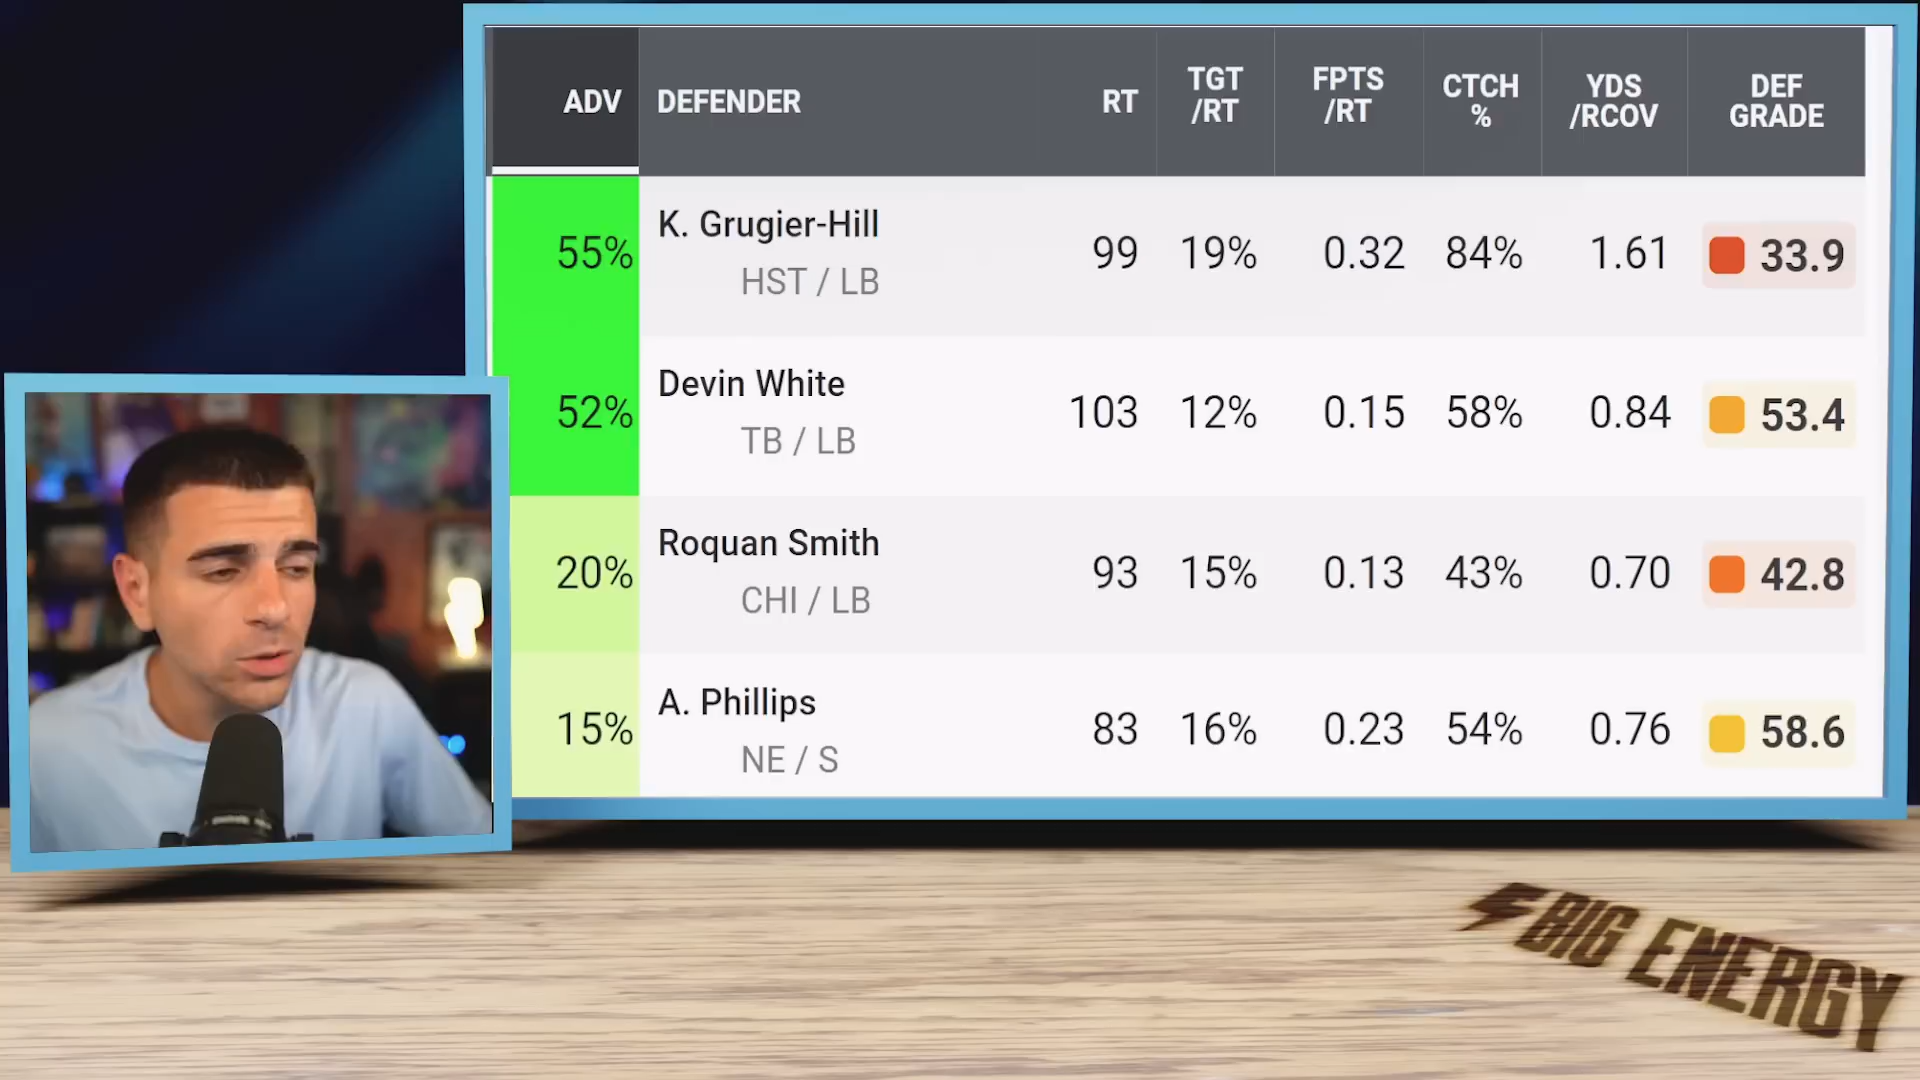 ADV DEFENDER RT TGT /RT FPTS /RT CTCH % YDS /RCOV DEF GRADE
55% K. Grugier-Hill 99 19% 0.32 84% 1.61 33.9
HST / LB
52% Devin White 103 12% 0.15 58% 0.84 53.4
TB / LB
20% Roquan Smith 93 15% 0.13 43% 0.70 42.8
CHI / LB
15% A. Phillips 83 16% 0.23 54% 0.76 58.6
NE / S
BIG ENERGY